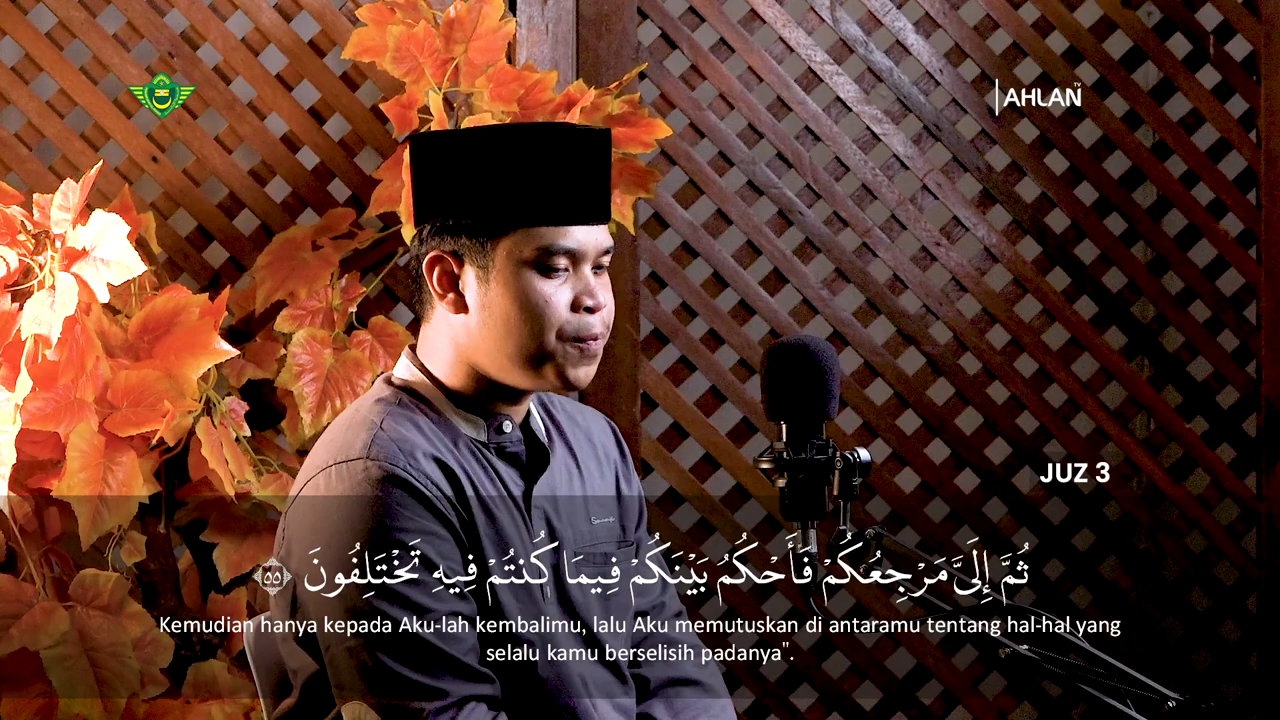 AHLAN
TV
JUZ 3
ثُمَّ إِلَىَّ مَرْجِعُكُمْ فَأَحْكُمُ بَيْنَكُمْ فِيمَا كُنتُمْ فِيهِ تَخْتَلِفُونَ ٥٥
Kemudian hanya kepada Aku-lah kembalimu, lalu Aku memutuskan di antaramu tentang hal-hal yang
selalu kamu berselisih padanya".